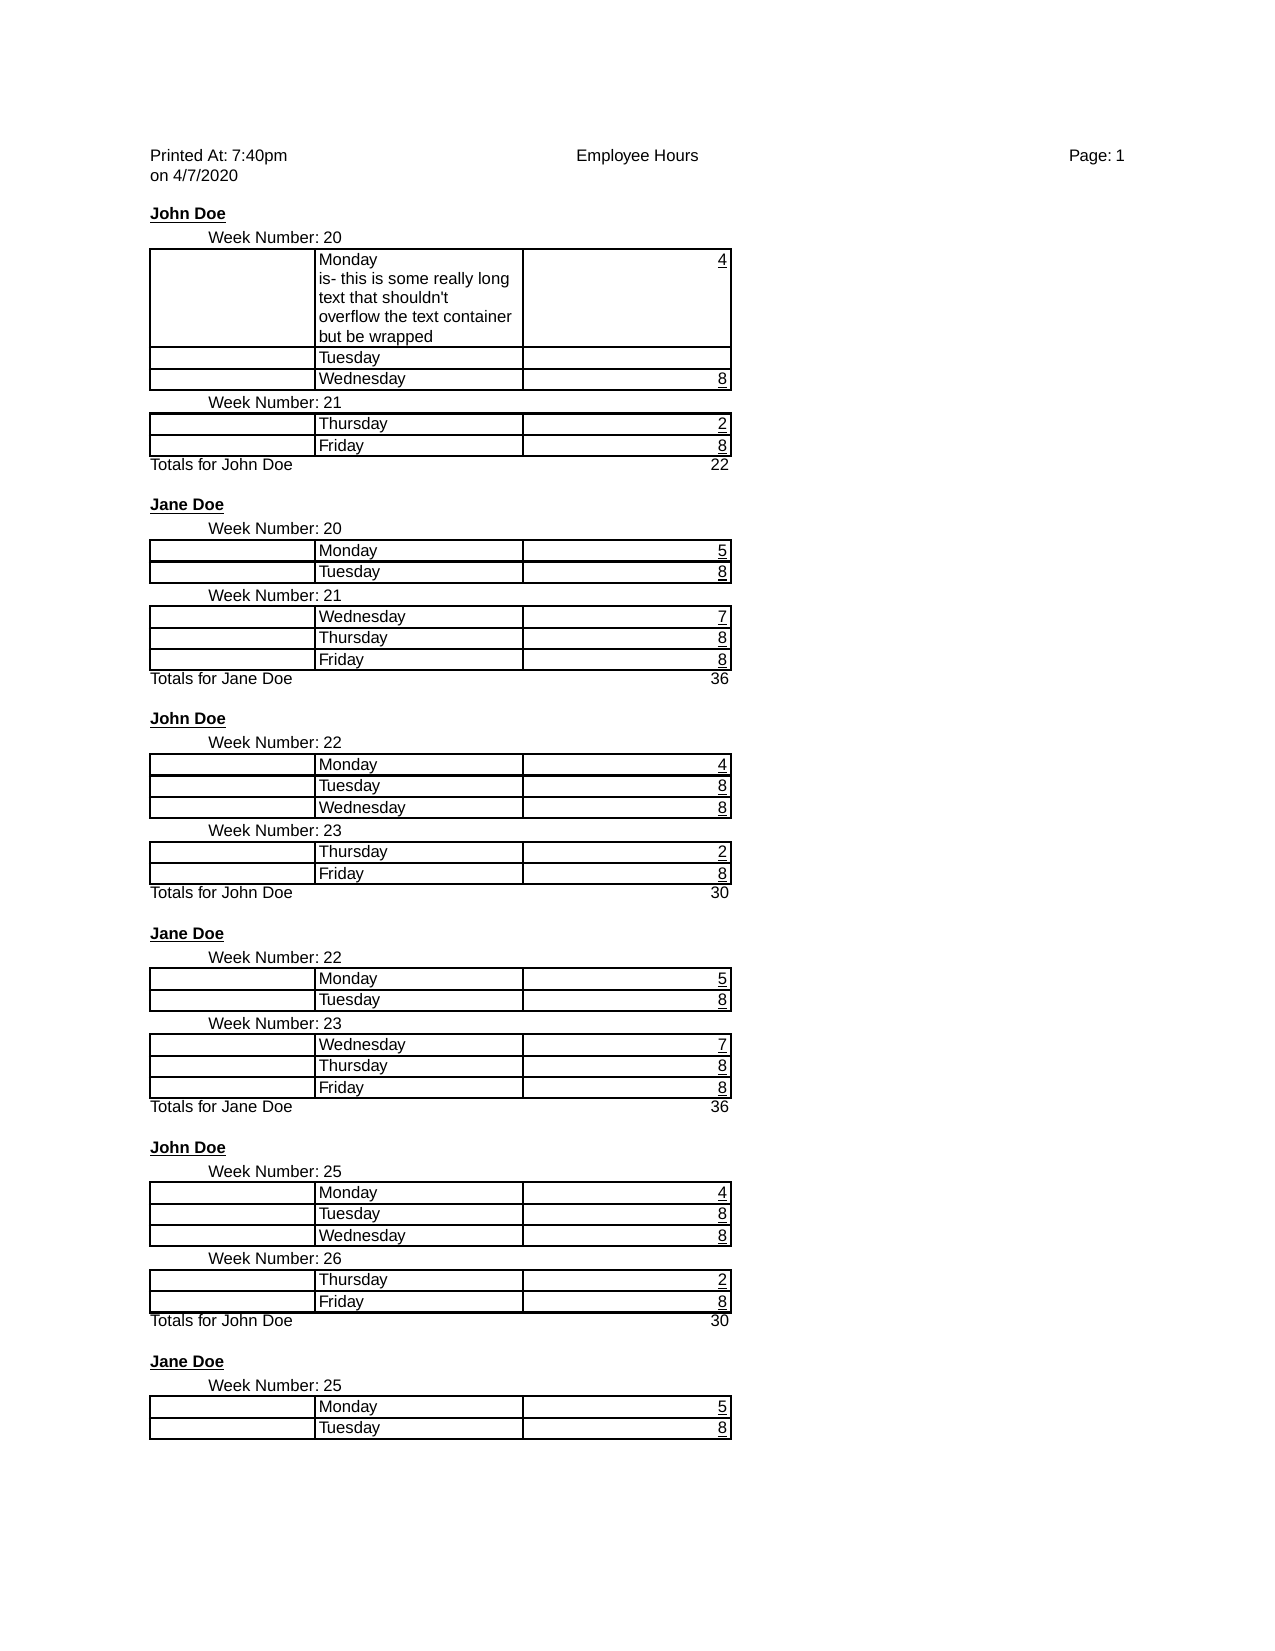 Printed At: 7:40pm Employee Hours Page: 1
on 4/7/2020
John Doe
Week Number: 20
Monday 4
is- this is some really long
text that shouldn't
overflow the text container
but be wrapped
Tuesday
Wednesday 8
Week Number: 21
Thursday 2
Friday 8
Totals for John Doe 22
Jane Doe
Week Number: 20
Monday 5
Tuesday 8
Week Number: 21
Wednesday 7
Thursday 8
Friday 8
Totals for Jane Doe 36
John Doe
Week Number: 22
Monday 4
Tuesday 8
Wednesday 8
Week Number: 23
Thursday 2
Friday 8
Totals for John Doe 30
Jane Doe
Week Number: 22
Monday 5
Tuesday 8
Week Number: 23
Wednesday 7
Thursday 8
Friday 8
Totals for Jane Doe 36
John Doe
Week Number: 25
Monday 4
Tuesday 8
Wednesday 8
Week Number: 26
Thursday 2
Friday 8
Totals for John Doe 30
Jane Doe
Week Number: 25
Monday 5
Tuesday 8